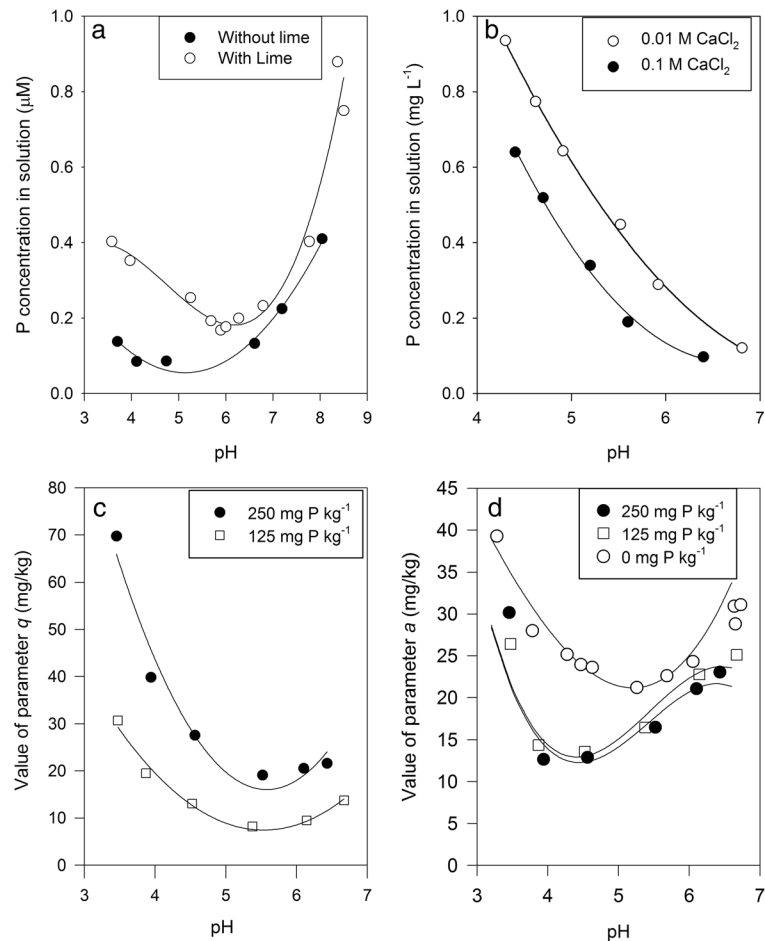 a
Without lime
With Lime
P concentration in solution (μM)
1.0
0.8
0.6
0.4
0.2
0.0
3 4 5 6 7 8 9
pH
b
0.01 M CaCl₂
0.1 M CaCl₂
P concentration in solution (mg L⁻¹)
1.0
0.8
0.6
0.4
0.2
0.0
4 5 6 7
pH
c
250 mg P kg⁻¹
125 mg P kg⁻¹
Value of parameter q (mg/kg)
80
70
60
50
40
30
20
10
0
3 4 5 6 7
pH
d
250 mg P kg⁻¹
125 mg P kg⁻¹
0 mg P kg⁻¹
Value of parameter a (mg/kg)
45
40
35
30
25
20
15
10
5
0
3 4 5 6 7
pH